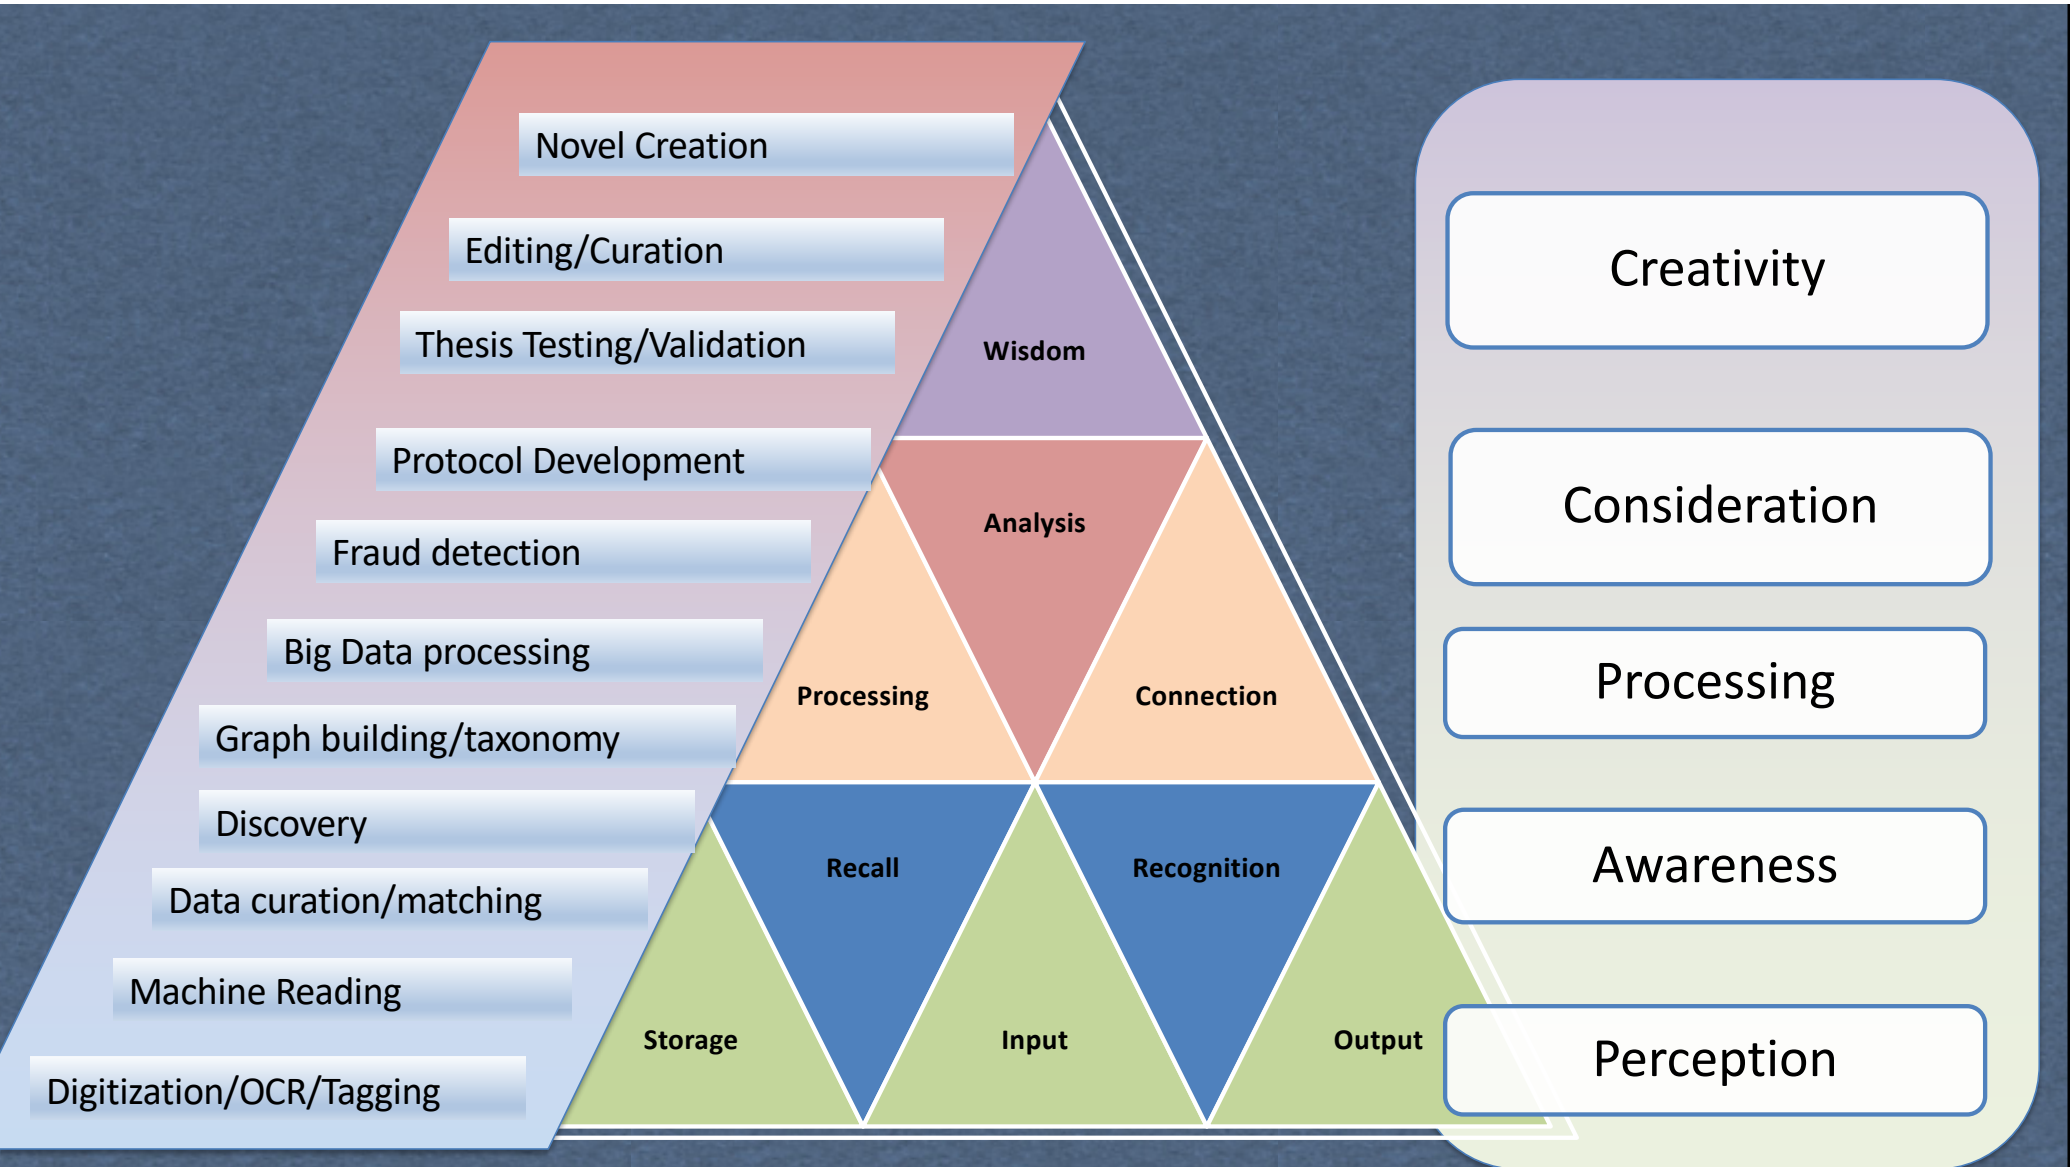 Novel Creation
Editing/Curation
Thesis Testing/Validation
Protocol Development
Fraud detection
Big Data processing
Graph building/taxonomy
Discovery
Data curation/matching
Machine Reading
Digitization/OCR/Tagging
Wisdom
Analysis
Processing
Connection
Recall
Recognition
Storage
Input
Output
Creativity
Consideration
Processing
Awareness
Perception